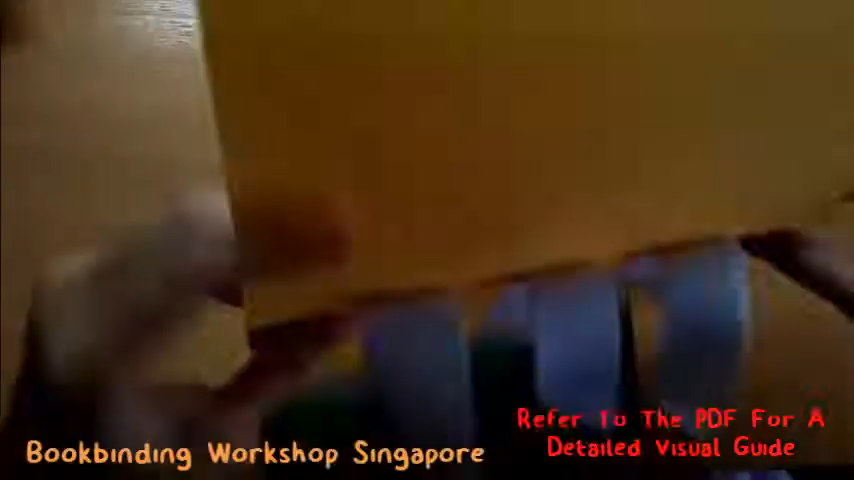 Refer To The PDF For A
Detailed Visual Guide
Bookbinding Workshop Singapore